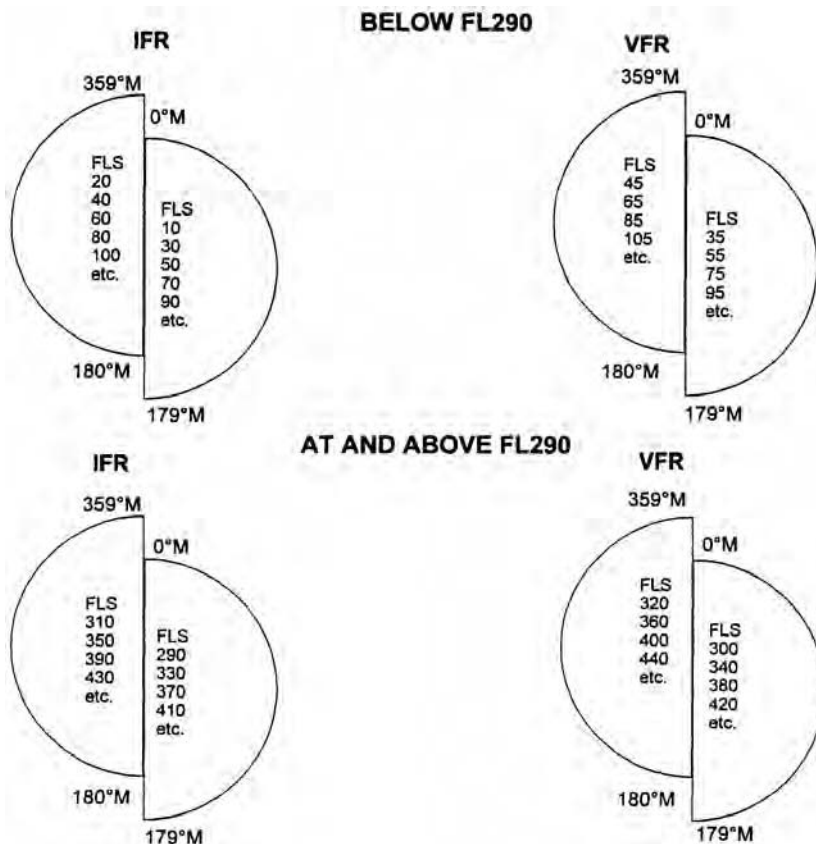 BELOW FL290
IFR
359°M
0°M
FLS
20
40
60
80
100
etc.
FLS
10
30
50
70
90
etc.
180°M
179°M
VFR
359°M
0°M
FLS
45
65
85
105
etc.
FLS
35
55
75
95
etc.
180°M
179°M
AT AND ABOVE FL290
IFR
359°M
0°M
FLS
310
350
390
430
etc.
FLS
290
330
370
410
etc.
180°M
179°M
VFR
359°M
0°M
FLS
320
360
400
440
etc.
FLS
300
340
380
420
etc.
180°M
179°M